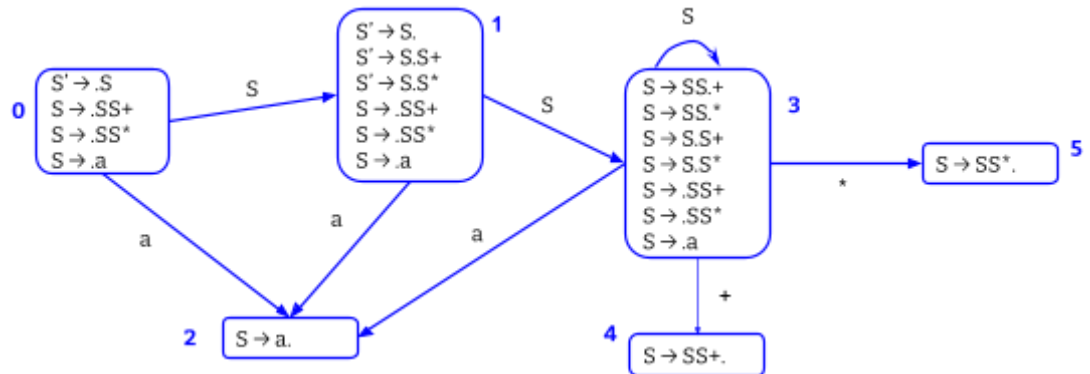 0
S' → .S
S → .SS+
S → .SS*
S → .a
S
1
S′ → S.
S′ → S.S+
S′ → S.S*
S → .SS+
S → .SS*
S → .a
S
S
3
S → SS.+
S → SS.*
S → S.S+
S → S.S*
S → .SS+
S → .SS*
S → .a
*
5
S → SS*.
a
a
a
+
2
S → a.
4
S → SS+.